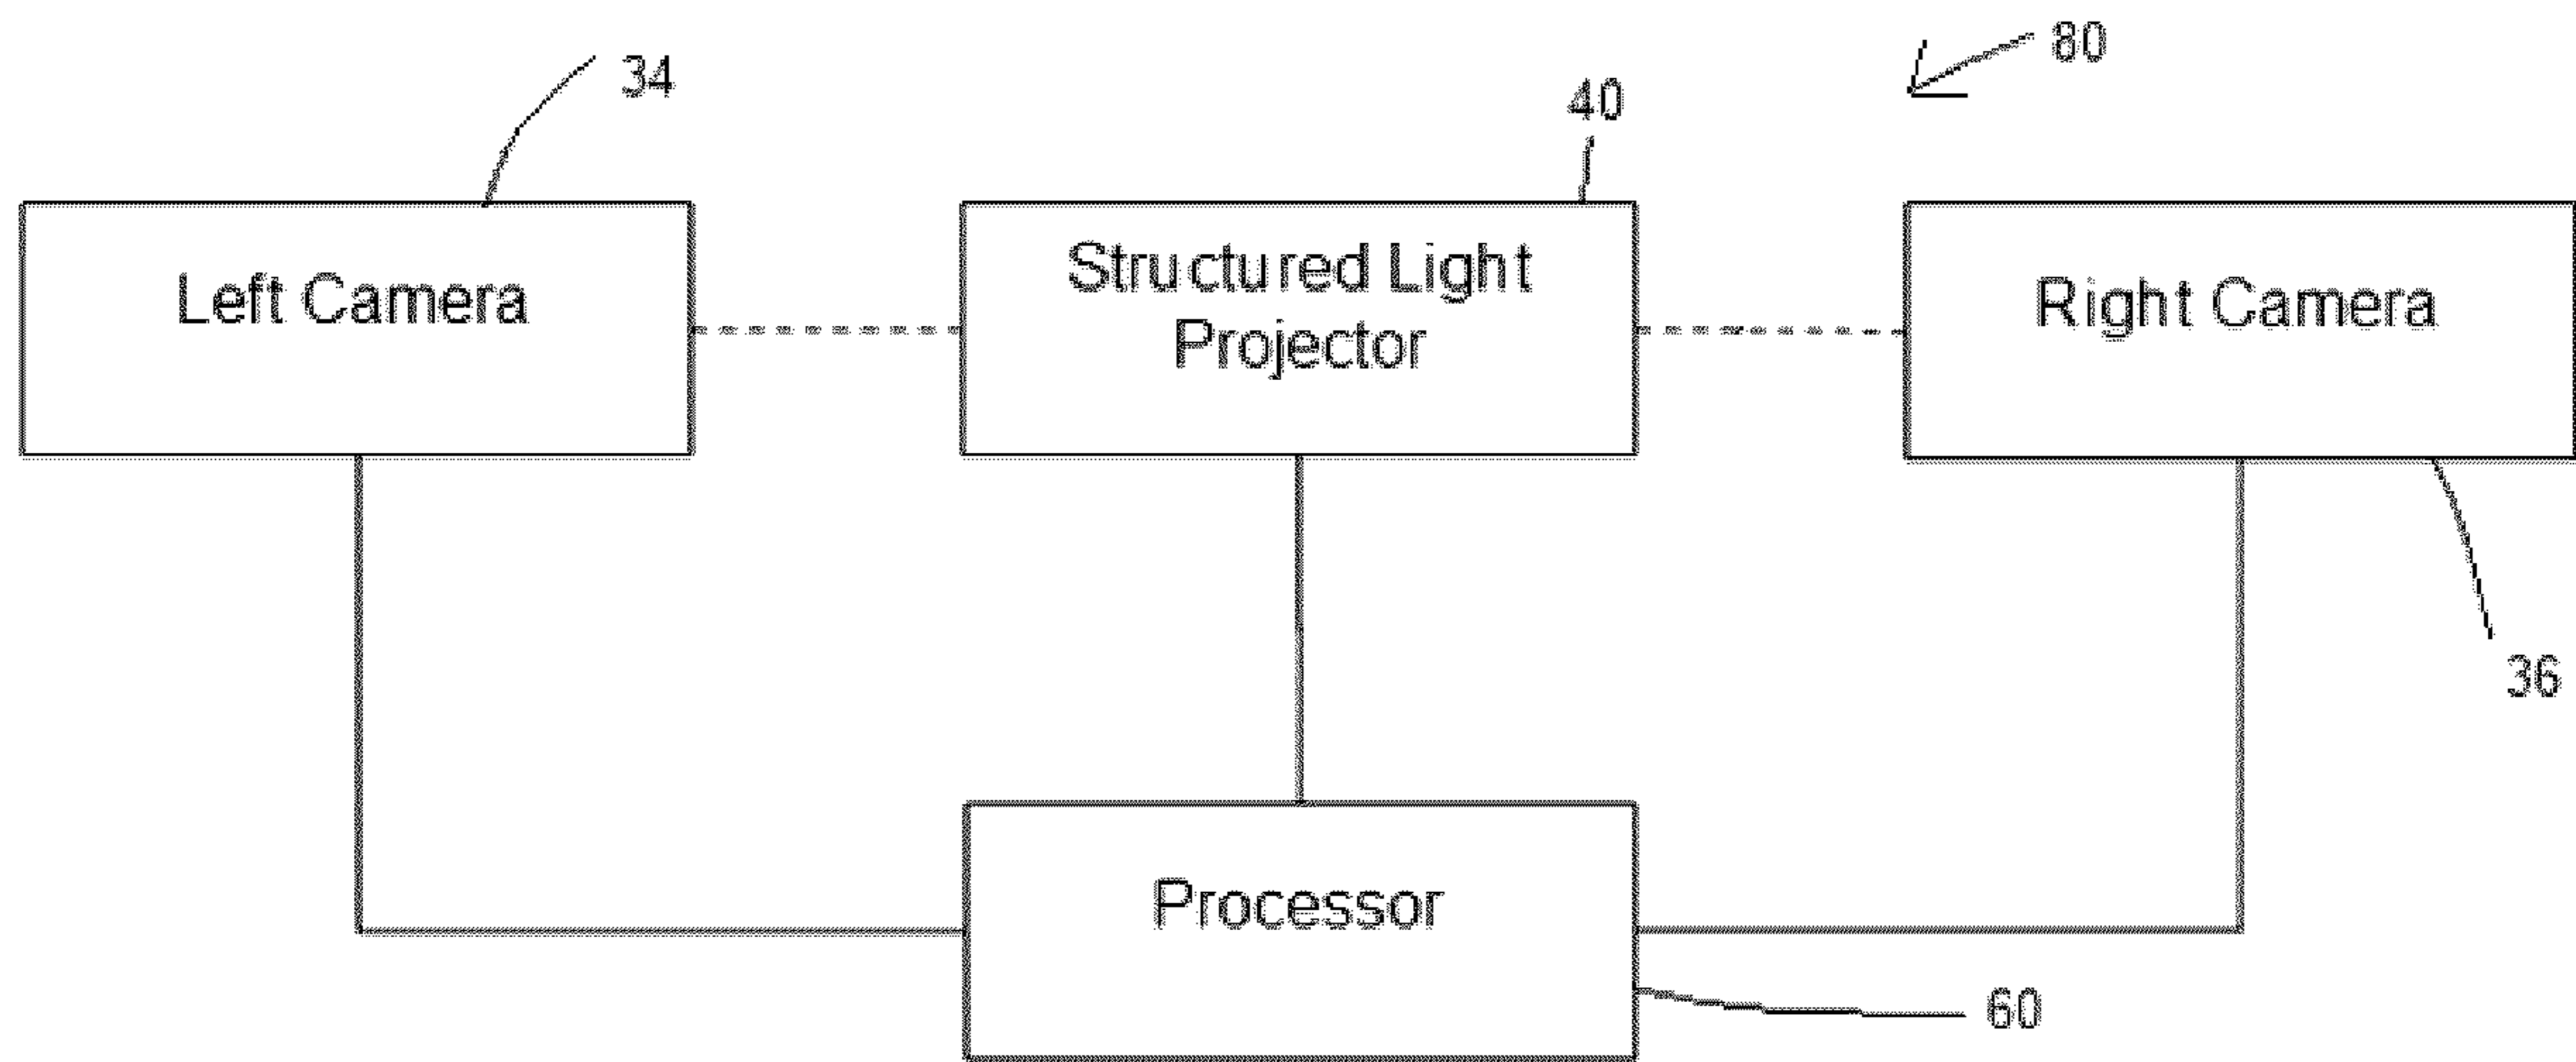 80
34
40
Left Camera
Structured Light
Projector
Right Camera
36
Processor
60